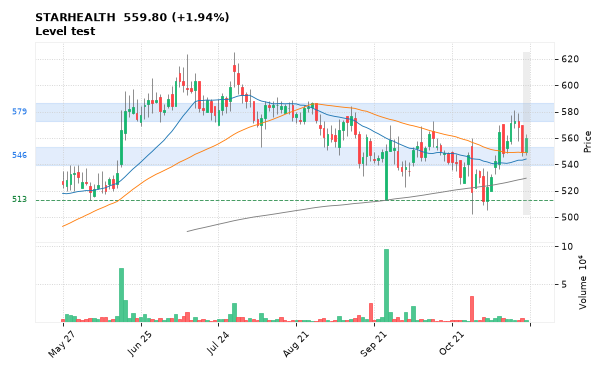 STARHEALTH 559.80 (+1.94%)
Level test
620
600
580
560
540
520
500
Price
579
546
513
10
5
Volume 10⁴
May 27
Jun 25
Jul 24
Aug 21
Sep 21
Oct 21